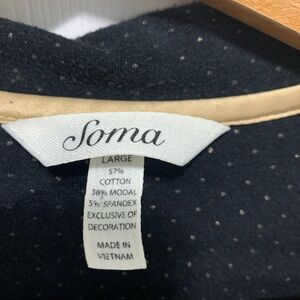 Soma
LARGE
57%
COTTON
38% MODAL
5% SPANDEX
EXCLUSIVE OF
DECORATION
MADE IN
VIETNAM